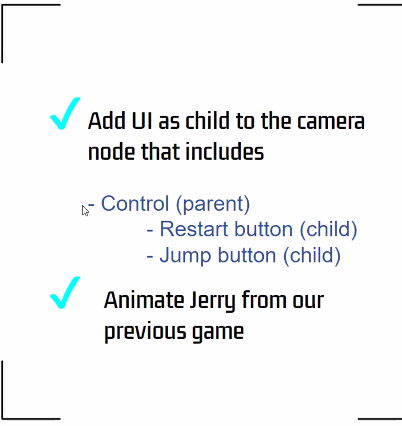 Add UI as child to the camera
node that includes
- Control (parent)
- Restart button (child)
- Jump button (child)
Animate Jerry from our
previous game